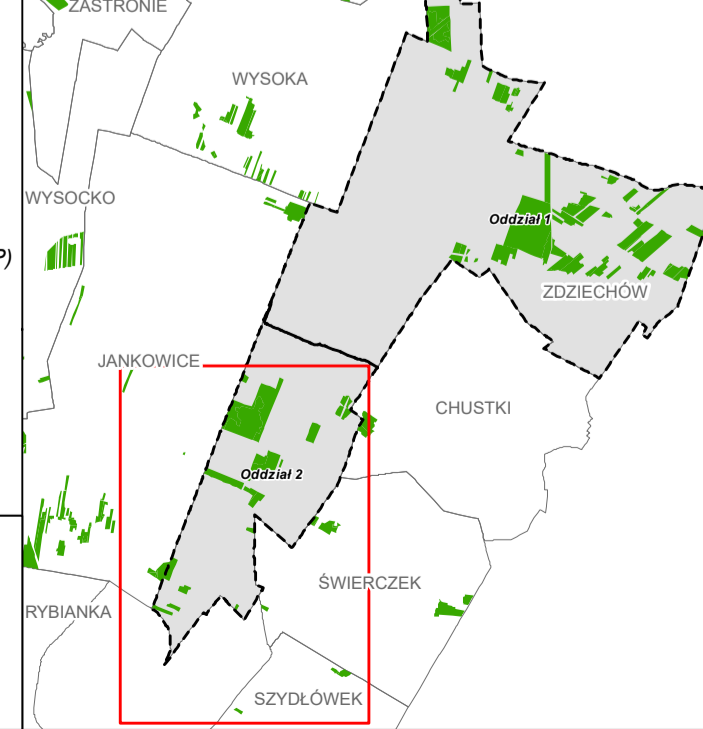 ZASTRONIE
WYSOKA
WYSOCKO
Oddział 1
P)
ZDZIECHÓW
JANKOWICE
CHUSTKI
Oddział 2
ŚWIERCZEK
RYBIANKA
SZYDŁÓWEK